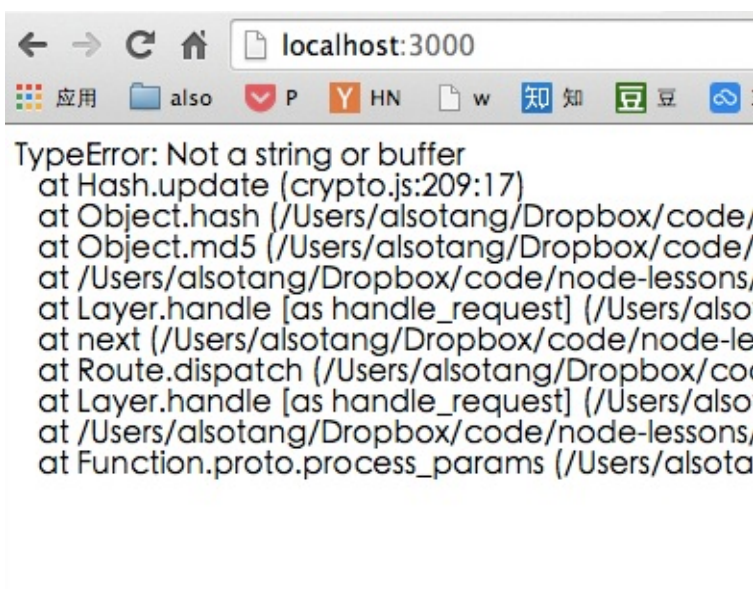 localhost:3000
应用 also P Y HN w 知 知 豆 豆
TypeError: Not a string or buffer
at Hash.update (crypto.js:209:17)
at Object.hash (/Users/alsotang/Dropbox/code/
at Object.md5 (/Users/alsotang/Dropbox/code/
at /Users/alsotang/Dropbox/code/node-lessons/
at Layer.handle [as handle_request] (/Users/also
at next (/Users/alsotang/Dropbox/code/node-le
at Route.dispatch (/Users/alsotang/Dropbox/co
at Layer.handle [as handle_request] (/Users/also
at /Users/alsotang/Dropbox/code/node-lessons/
at Function.proto.process_params (/Users/alsota